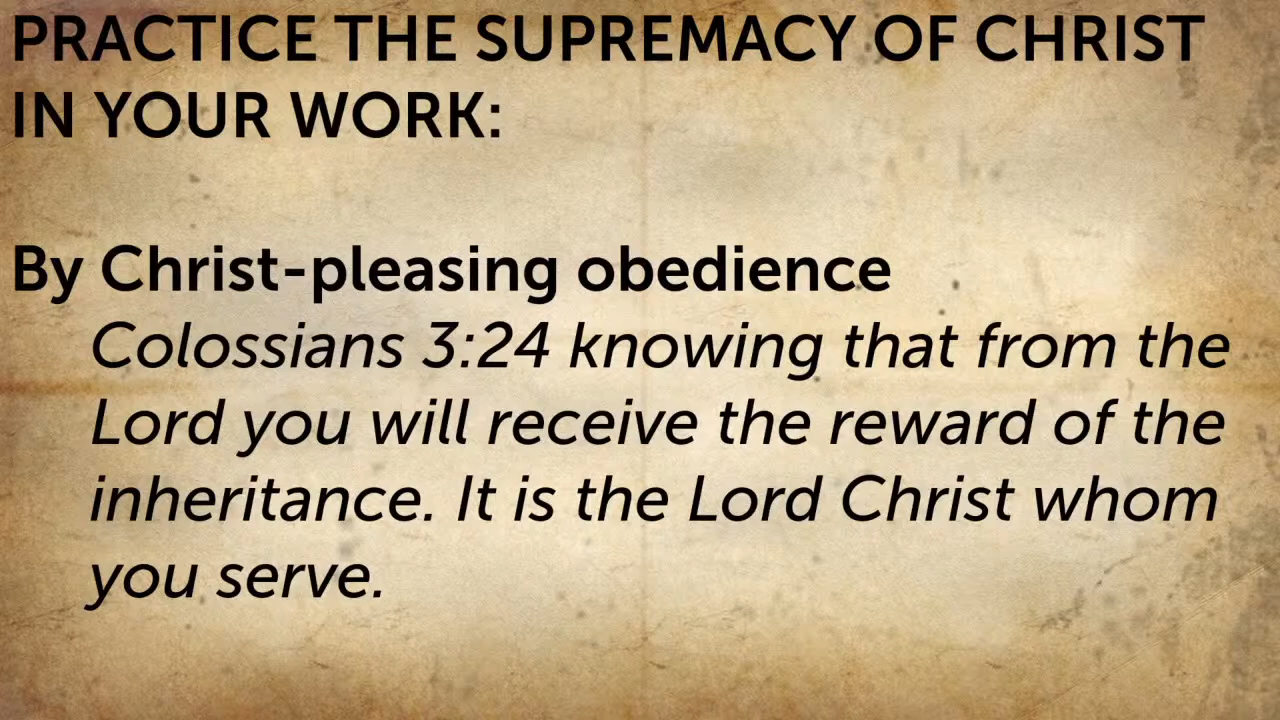 PRACTICE THE SUPREMACY OF CHRIST
IN YOUR WORK:
By Christ-pleasing obedience
Colossians 3:24 knowing that from the
Lord you will receive the reward of the
inheritance. It is the Lord Christ whom
you serve.